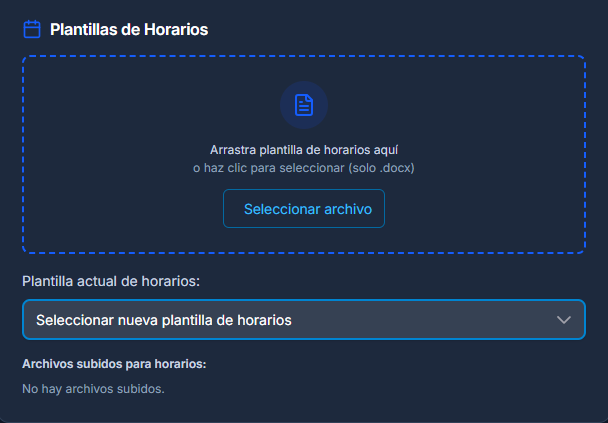 Plantillas de Horarios
Arrastra plantilla de horarios aquí
o haz clic para seleccionar (solo .docx)
Seleccionar archivo
Plantilla actual de horarios:
Seleccionar nueva plantilla de horarios
Archivos subidos para horarios:
No hay archivos subidos.